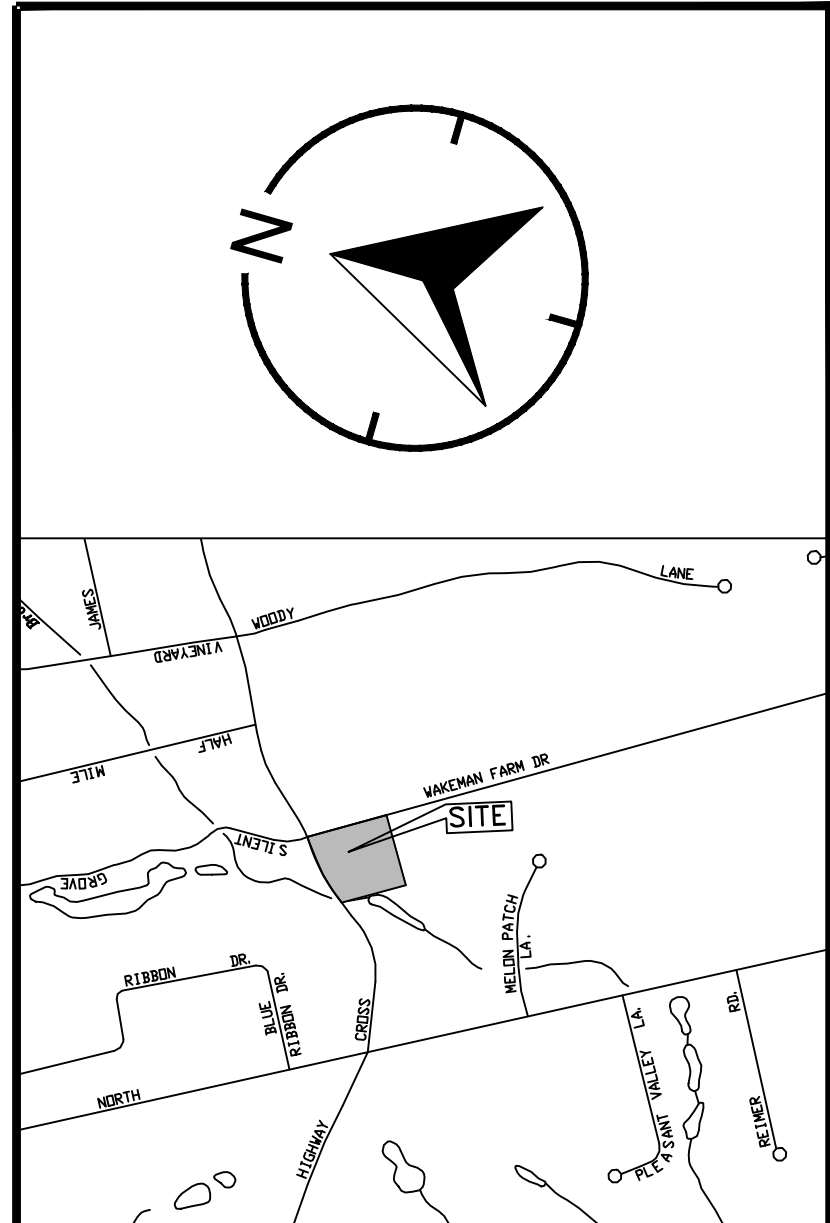 N
LANE
WOODY
JAMES
Bro
VINEYARD
HALF
MILE
WAKEMAN FARM DR
SITE
SILENT
GROVE
MELON PATCH
LA.
RIBBON
DR.
BLUE
RIBBON DR.
CROSS
NORTH
HIGHWAY
PLEASANT VALLEY LA.
RD.
REIMER